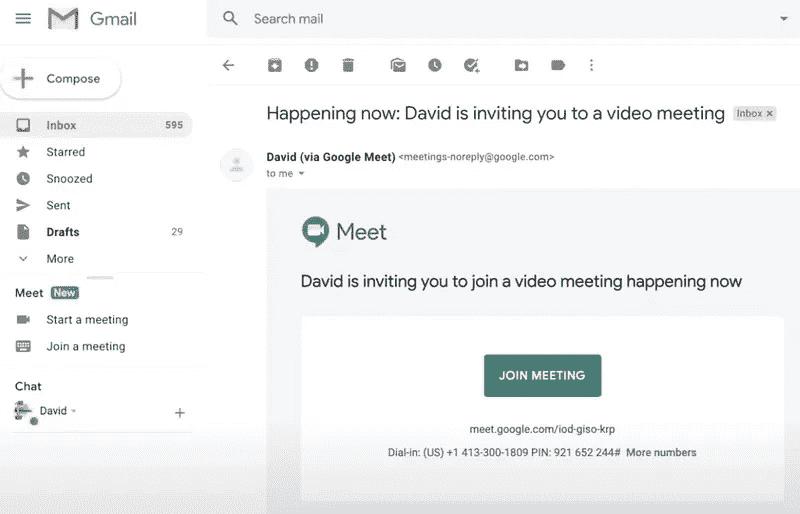 Gmail
Search mail
Compose
Inbox 595
Starred
Snoozed
Sent
Drafts 29
More
Meet New
Start a meeting
Join a meeting
Chat
David
Happening now: David is inviting you to a video meeting Inbox x
David (via Google Meet) <meetings-noreply@google.com>
to me
Meet
David is inviting you to join a video meeting happening now
JOIN MEETING
meet.google.com/iod-giso-krp
Dial-in: (US) +1 413-300-1809 PIN: 921 652 244# More numbers